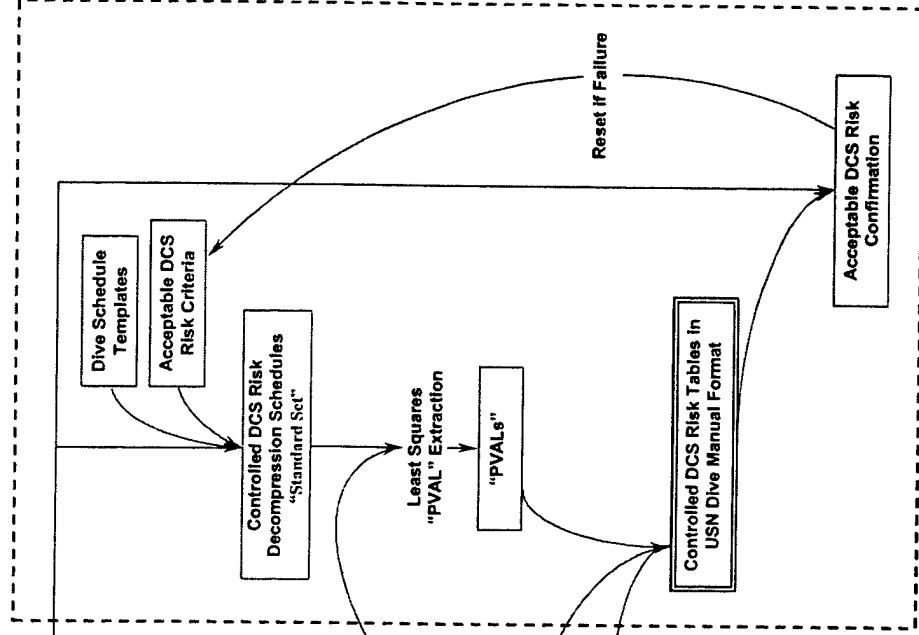 Dive Schedule
Templates
Acceptable DCS
Risk Criteria
Controlled DCS Risk
Decompression Schedules
"Standard Set"
Least Squares
"PVAL" Extraction
"PVALs"
Controlled DCS Risk Tables in
USN Dive Manual Format
Reset if Failure
Acceptable DCS Risk
Confirmation